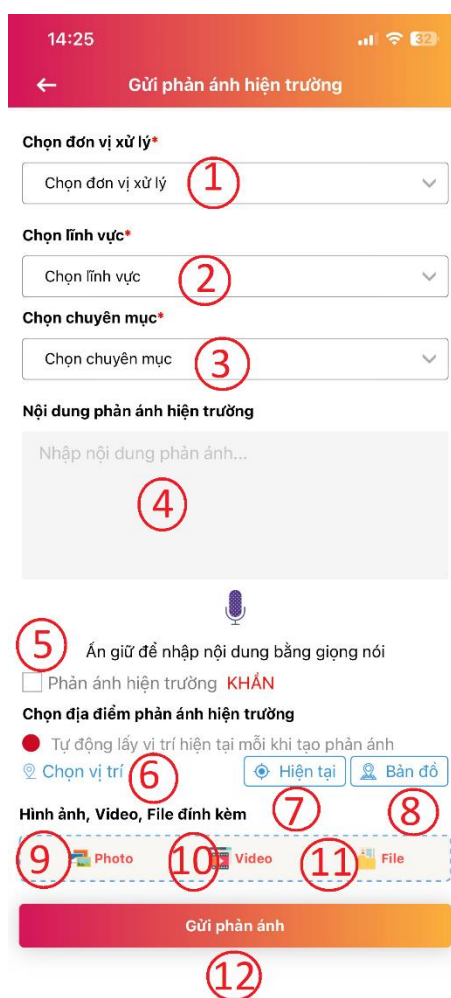 14:25 32
Gửi phản ánh hiện trường
Chọn đơn vị xử lý*
Chọn đơn vị xử lý 1
Chọn lĩnh vực*
Chọn lĩnh vực 2
Chọn chuyên mục*
Chọn chuyên mục 3
Nội dung phản ánh hiện trường
Nhập nội dung phản ánh...
4
5 Ấn giữ để nhập nội dung bằng giọng nói
Phản ánh hiện trường KHẨN
Chọn địa điểm phản ánh hiện trường
Tự động lấy vị trí hiện tại mỗi khi tạo phản ánh
Chọn vị trí 6 Hiện tại Bản đồ
Hình ảnh, Video, File đính kèm 7 8
9 Photo 10 Video 11 File
Gửi phản ánh
12